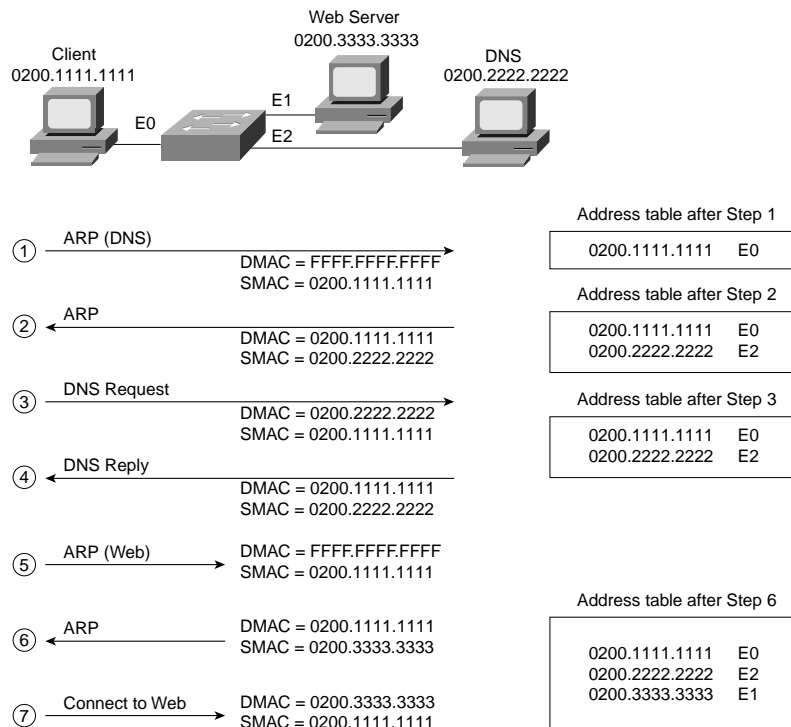 Web Server
0200.3333.3333
Client
0200.1111.1111
DNS
0200.2222.2222
E0
E1
E2
Address table after Step 1
0200.1111.1111 E0
1 ARP (DNS)
DMAC = FFFF.FFFF.FFFF
SMAC = 0200.1111.1111
Address table after Step 2
0200.1111.1111 E0
0200.2222.2222 E2
2 ARP
DMAC = 0200.1111.1111
SMAC = 0200.2222.2222
Address table after Step 3
0200.1111.1111 E0
0200.2222.2222 E2
3 DNS Request
DMAC = 0200.2222.2222
SMAC = 0200.1111.1111
4 DNS Reply
DMAC = 0200.1111.1111
SMAC = 0200.2222.2222
5 ARP (Web)
DMAC = FFFF.FFFF.FFFF
SMAC = 0200.1111.1111
6 ARP
DMAC = 0200.1111.1111
SMAC = 0200.3333.3333
Address table after Step 6
0200.1111.1111 E0
0200.2222.2222 E2
0200.3333.3333 E1
7 Connect to Web
DMAC = 0200.3333.3333
SMAC = 0200.1111.1111